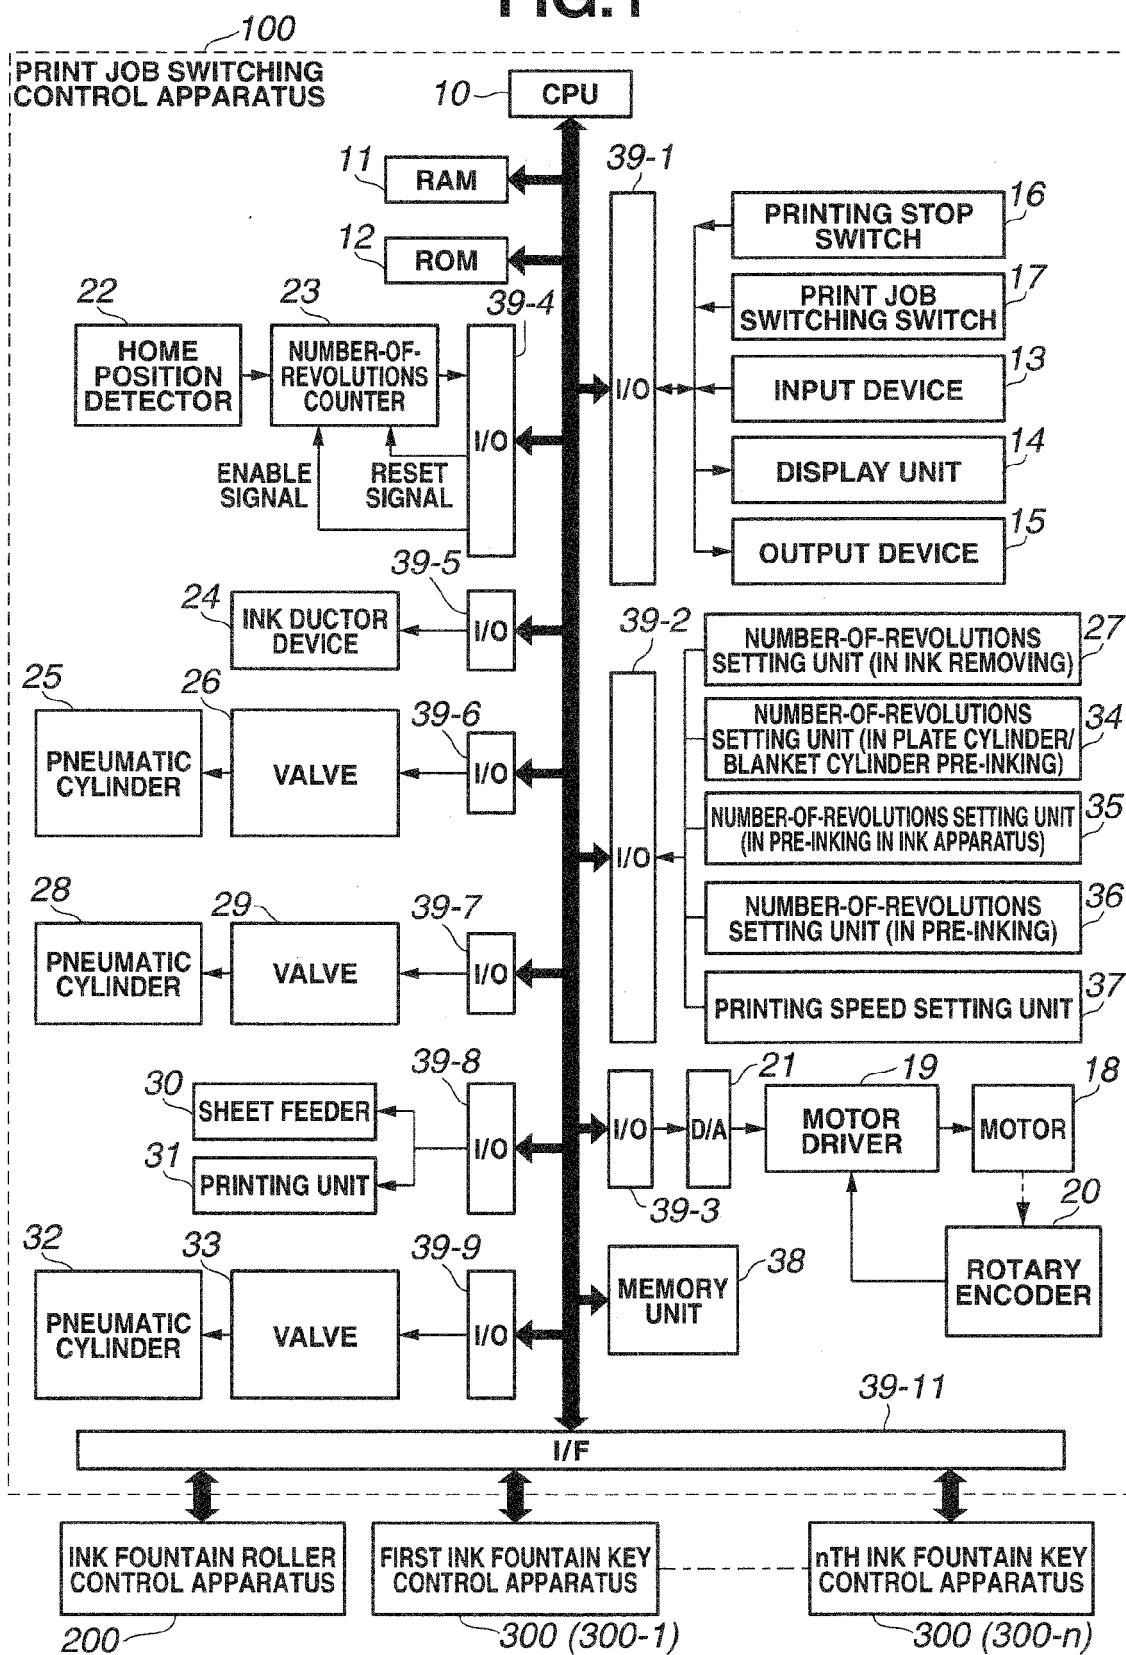 FIG.1
100
PRINT JOB SWITCHING
CONTROL APPARATUS
10
CPU
11
RAM
12
ROM
39-1
16
PRINTING STOP
SWITCH
17
PRINT JOB
SWITCHING SWITCH
13
INPUT DEVICE
14
DISPLAY UNIT
15
OUTPUT DEVICE
I/O
22
HOME
POSITION
DETECTOR
23
NUMBER-OF-
REVOLUTIONS
COUNTER
39-4
I/O
ENABLE
SIGNAL
RESET
SIGNAL
24
INK DUCTOR
DEVICE
39-5
I/O
39-2
I/O
27
NUMBER-OF-REVOLUTIONS
SETTING UNIT (IN INK REMOVING)
34
NUMBER-OF-REVOLUTIONS
SETTING UNIT (IN PLATE CYLINDER/
BLANKET CYLINDER PRE-INKING)
35
NUMBER-OF-REVOLUTIONS SETTING UNIT
(IN PRE-INKING IN INK APPARATUS)
36
NUMBER-OF-REVOLUTIONS
SETTING UNIT (IN PRE-INKING)
37
PRINTING SPEED SETTING UNIT
25
PNEUMATIC
CYLINDER
26
VALVE
39-6
I/O
28
PNEUMATIC
CYLINDER
29
VALVE
39-7
I/O
30
SHEET FEEDER
31
PRINTING UNIT
39-8
I/O
I/O
39-3
21
D/A
19
MOTOR
DRIVER
18
MOTOR
20
ROTARY
ENCODER
32
PNEUMATIC
CYLINDER
33
VALVE
39-9
I/O
MEMORY
UNIT
38
39-11
I/F
INK FOUNTAIN ROLLER
CONTROL APPARATUS
200
FIRST INK FOUNTAIN KEY
CONTROL APPARATUS
300 (300-1)
nTH INK FOUNTAIN KEY
CONTROL APPARATUS
300 (300-n)